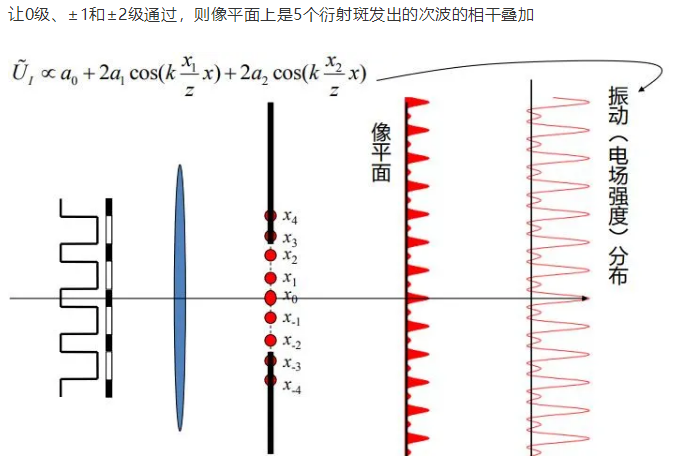 让0级、±1和±2级通过，则像平面上是5个衍射斑发出的次波的相干叠加
Ũ_I ∝ a_0 + 2a_1 cos(k x_1/z x) + 2a_2 cos(k x_2/z x)
像平面
振动（电场强度）分布
x_4
x_3
x_2
x_1
x_0
x_-1
x_-2
x_-3
x_-4